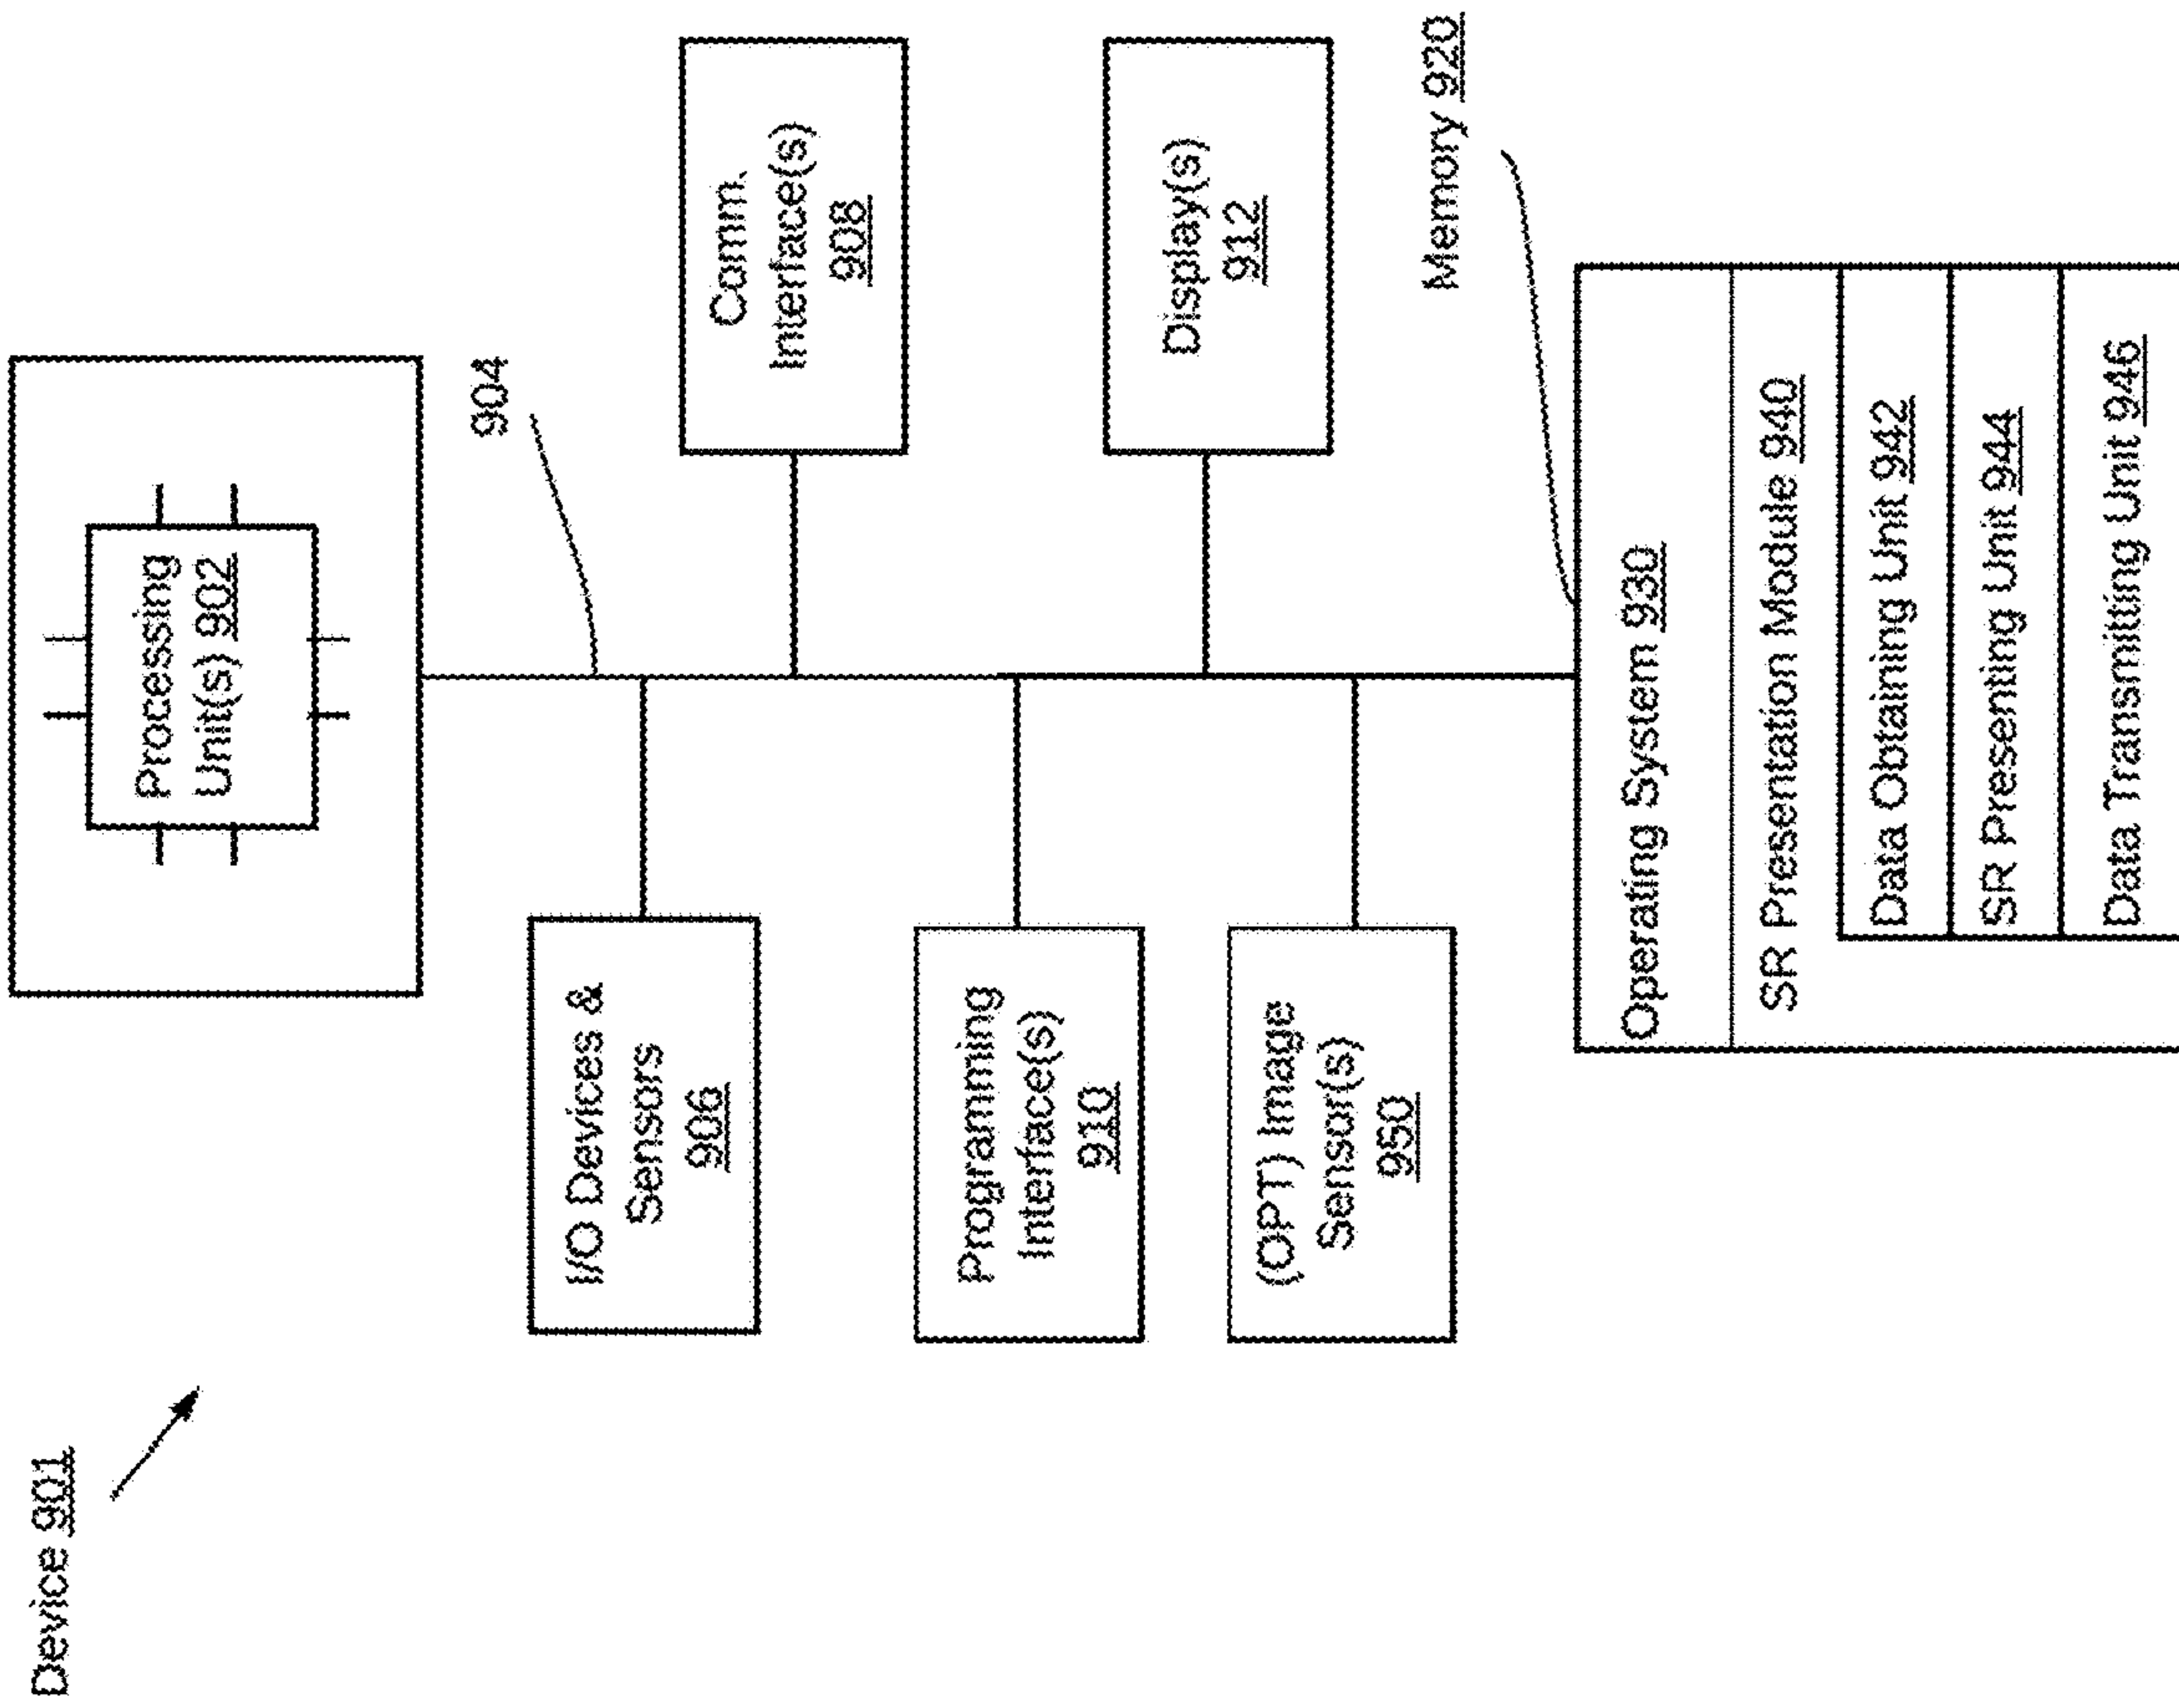 Device 901
Processing
Unit(s) 902
904
I/O Devices &
Sensors
906
Comm.
Interface(s)
908
Programming
Interface(s)
910
Display(s)
912
(OPT) Image
Sensor(s)
950
Memory 920
Operating System 930
SR Presentation Module 940
Data Obtaining Unit 942
SR Presenting Unit 944
Data Transmitting Unit 946